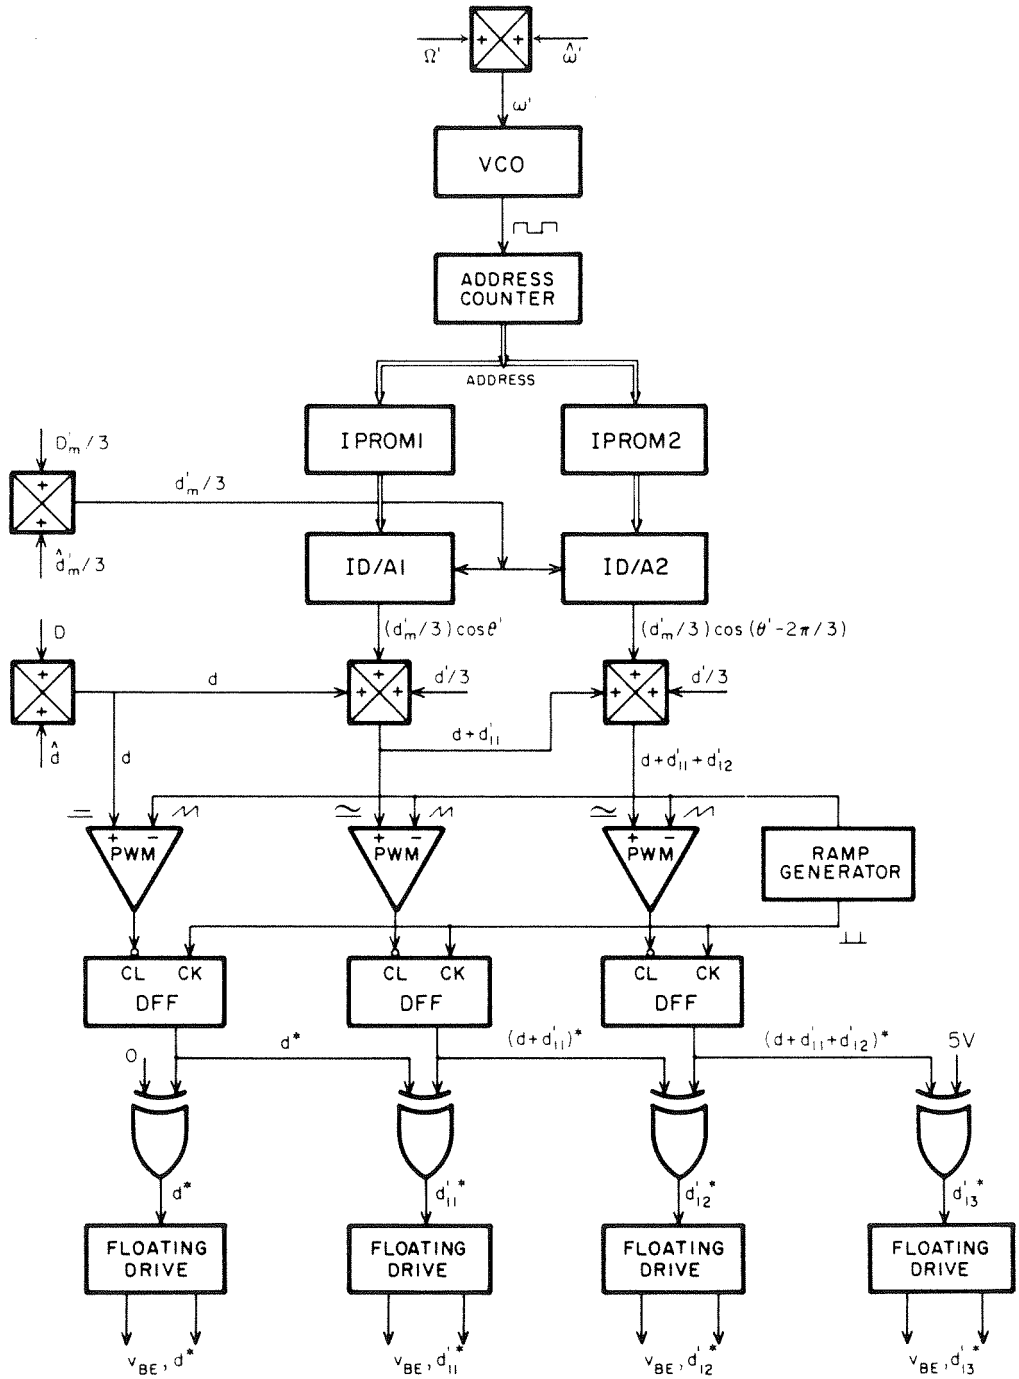 + +
Ω' ω̂'
ω'
VCO
ADDRESS
COUNTER
ADDRESS
IPROM1 IPROM2
D'm/3
+
+
d'm/3
d̂'m/3
ID/A1 ID/A2
(d'm/3) cosθ' (d'm/3) cos (θ' - 2π/3)
D
+
+
d
d̂
+
+ +
d'/3
+
+ +
d'/3
d
d + d'11
d + d'11 + d'12
+ −
PWM
+ −
PWM
+ −
PWM
RAMP
GENERATOR
CL CK
DFF
CL CK
DFF
CL CK
DFF
0 d* (d + d'11)* (d + d'11 + d'12)* 5V
d* d'11* d'12* d'13*
FLOATING
DRIVE
FLOATING
DRIVE
FLOATING
DRIVE
FLOATING
DRIVE
vBE, d* vBE, d'11* vBE, d'12* vBE, d'13*